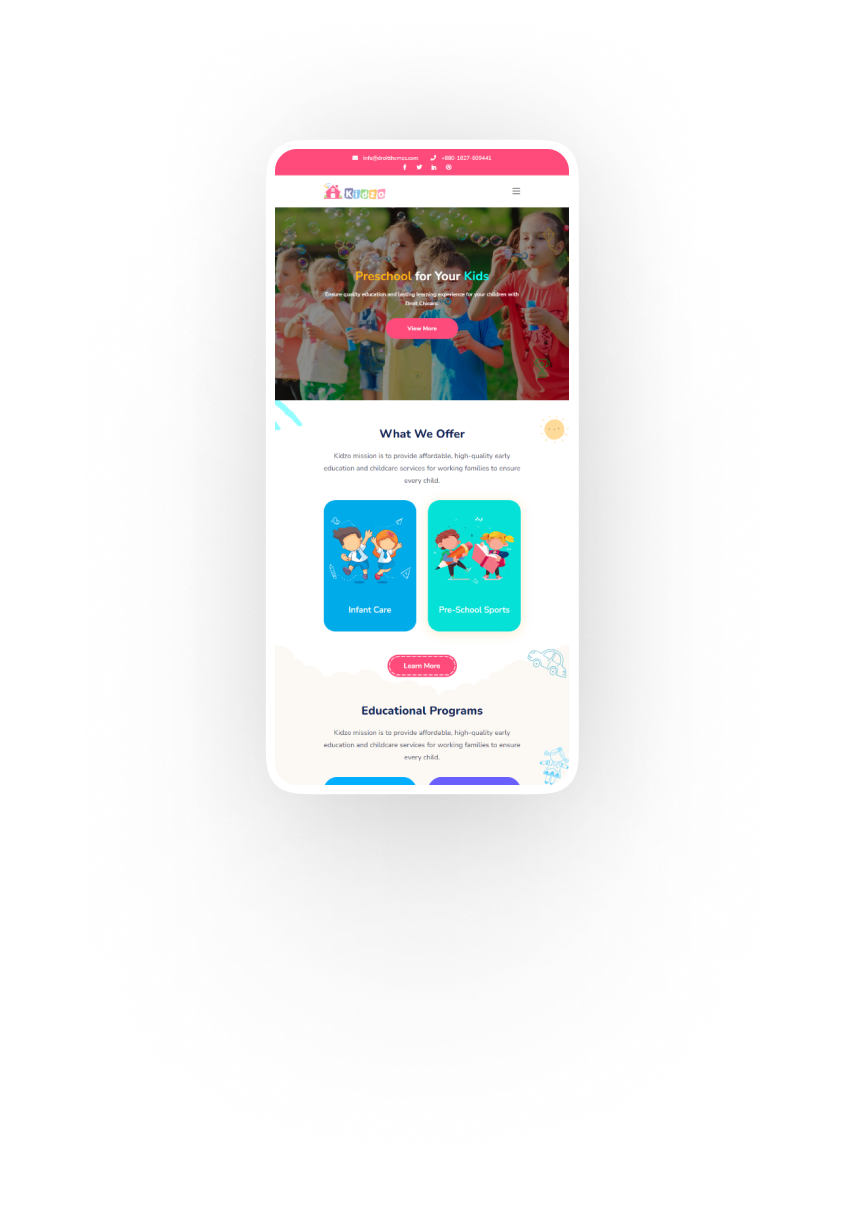 info@droitthemes.com +880-1827-609441
Kidzo
Preschool for Your Kids
Ensure quality education and lasting learning experience for your children with
View More
What We Offer
Kidzo mission is to provide affordable, high-quality early
education and childcare services for working families to ensure
every child.
Infant Care Pre-School Sports
Learn More
Educational Programs
Kidzo mission is to provide affordable, high-quality early
education and childcare services for working families to ensure
every child.